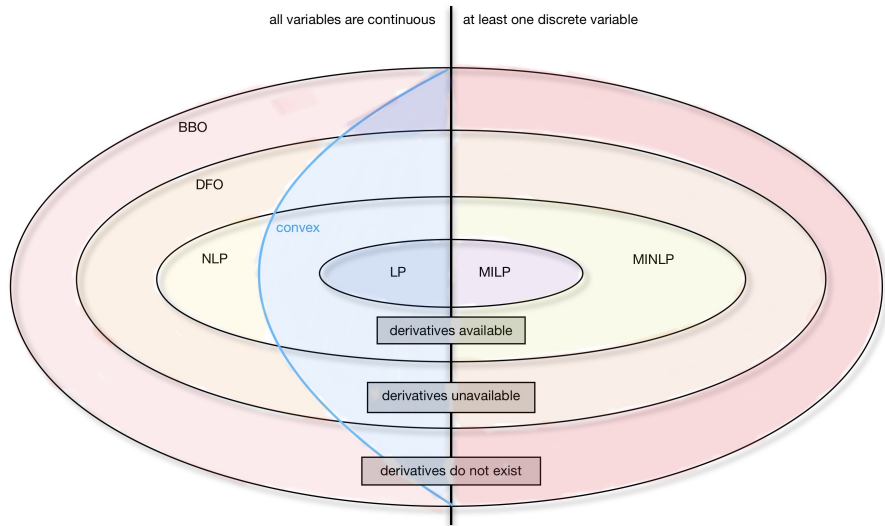 all variables are continuous
at least one discrete variable
BBO
DFO
convex
NLP
MINLP
LP
MILP
derivatives available
derivatives unavailable
derivatives do not exist